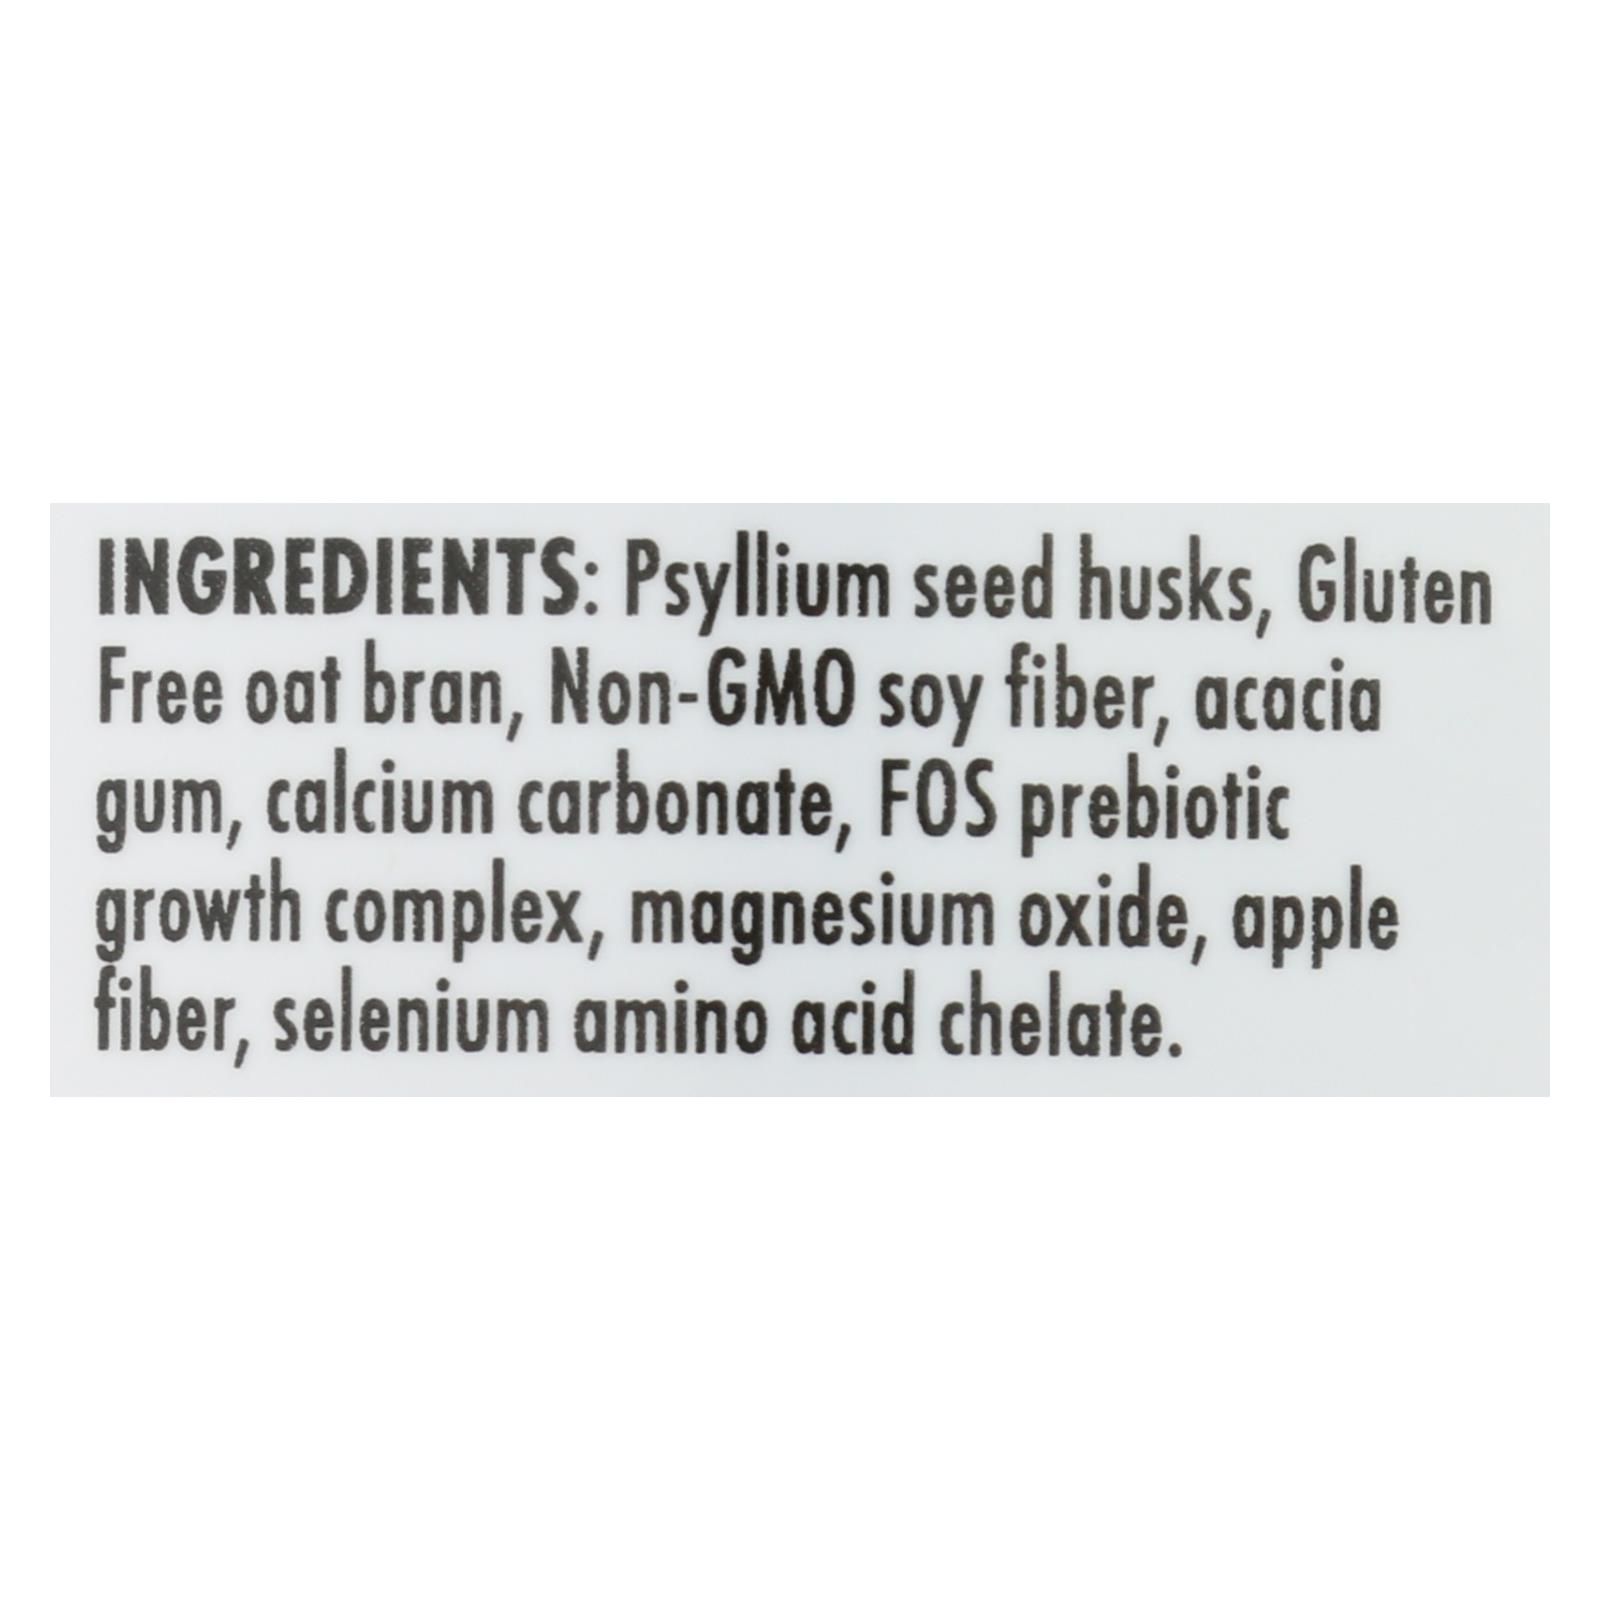 INGREDIENTS: Psyllium seed husks, Gluten
Free oat bran, Non-GMO soy fiber, acacia
gum, calcium carbonate, FOS prebiotic
growth complex, magnesium oxide, apple
fiber, selenium amino acid chelate.